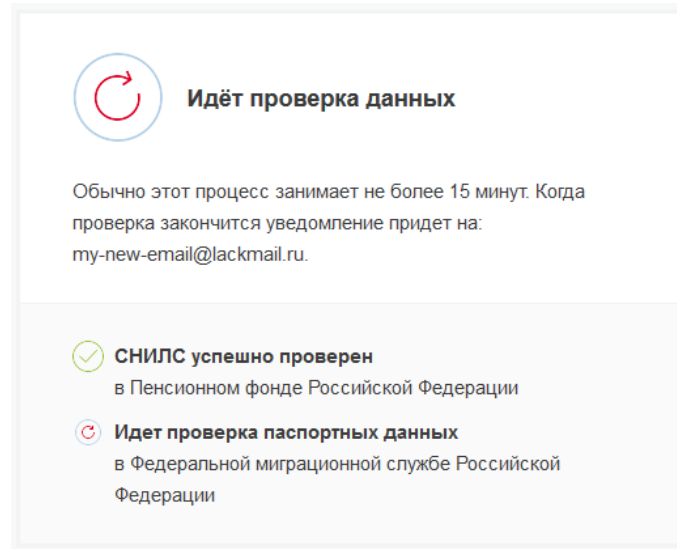 Идёт проверка данных
Обычно этот процесс занимает не более 15 минут. Когда
проверка закончится уведомление придет на:
my-new-email@lackmail.ru.
СНИЛС успешно проверен
в Пенсионном фонде Российской Федерации
Идет проверка паспортных данных
в Федеральной миграционной службе Российской
Федерации